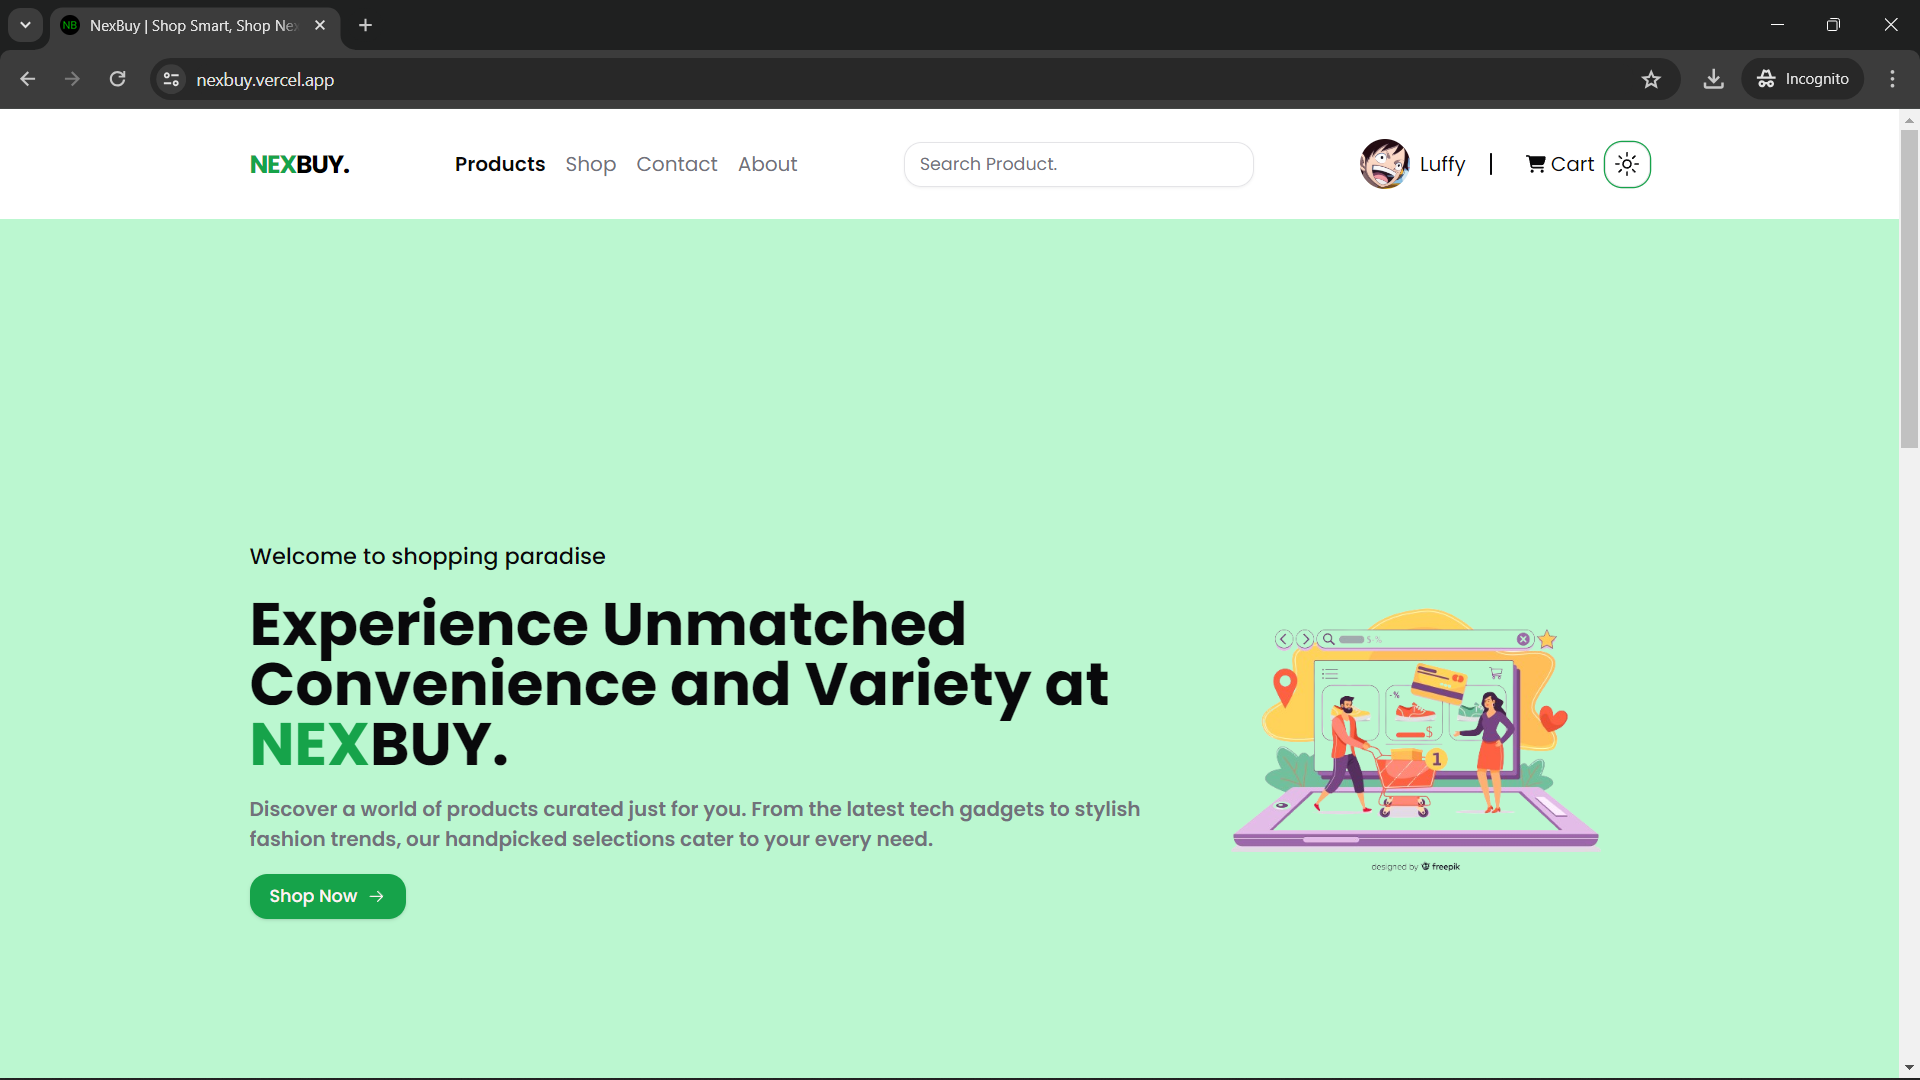 NB NexBuy | Shop Smart, Shop Nex
nexbuy.vercel.app
Incognito
NEXBUY.
Products Shop Contact About
Search Product.
Luffy | Cart
Welcome to shopping paradise
Experience Unmatched
Convenience and Variety at
NEXBUY.
Discover a world of products curated just for you. From the latest tech gadgets to stylish
fashion trends, our handpicked selections cater to your every need.
Shop Now
$ %
-%
$
1
designed by freepik